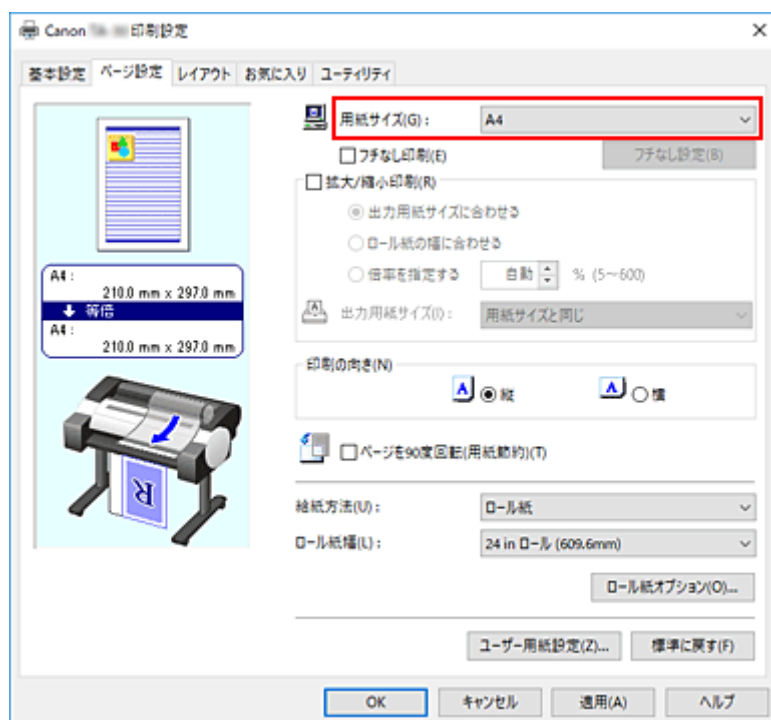 Canon 印刷設定
基本設定 ページ設定 レイアウト お気に入り ユーティリティ
用紙サイズ(G): A4
フチなし印刷(E) フチなし設定(B)
拡大/縮小印刷(R)
出力用紙サイズに合わせる
ロール紙の幅に合わせる
倍率を指定する 自動 % (5~600)
出力用紙サイズ(I): 用紙サイズと同じ
A4 :
210.0 mm x 297.0 mm
等倍
A4 :
210.0 mm x 297.0 mm
印刷の向き(N)
A 縦 A 横
ページを90度回転(用紙節約)(T)
R
給紙方法(U): ロール紙
ロール紙幅(L): 24 in ロール (609.6mm)
ロール紙オプション(O)...
ユーザー用紙設定(Z)... 標準に戻す(F)
OK キャンセル 適用(A) ヘルプ